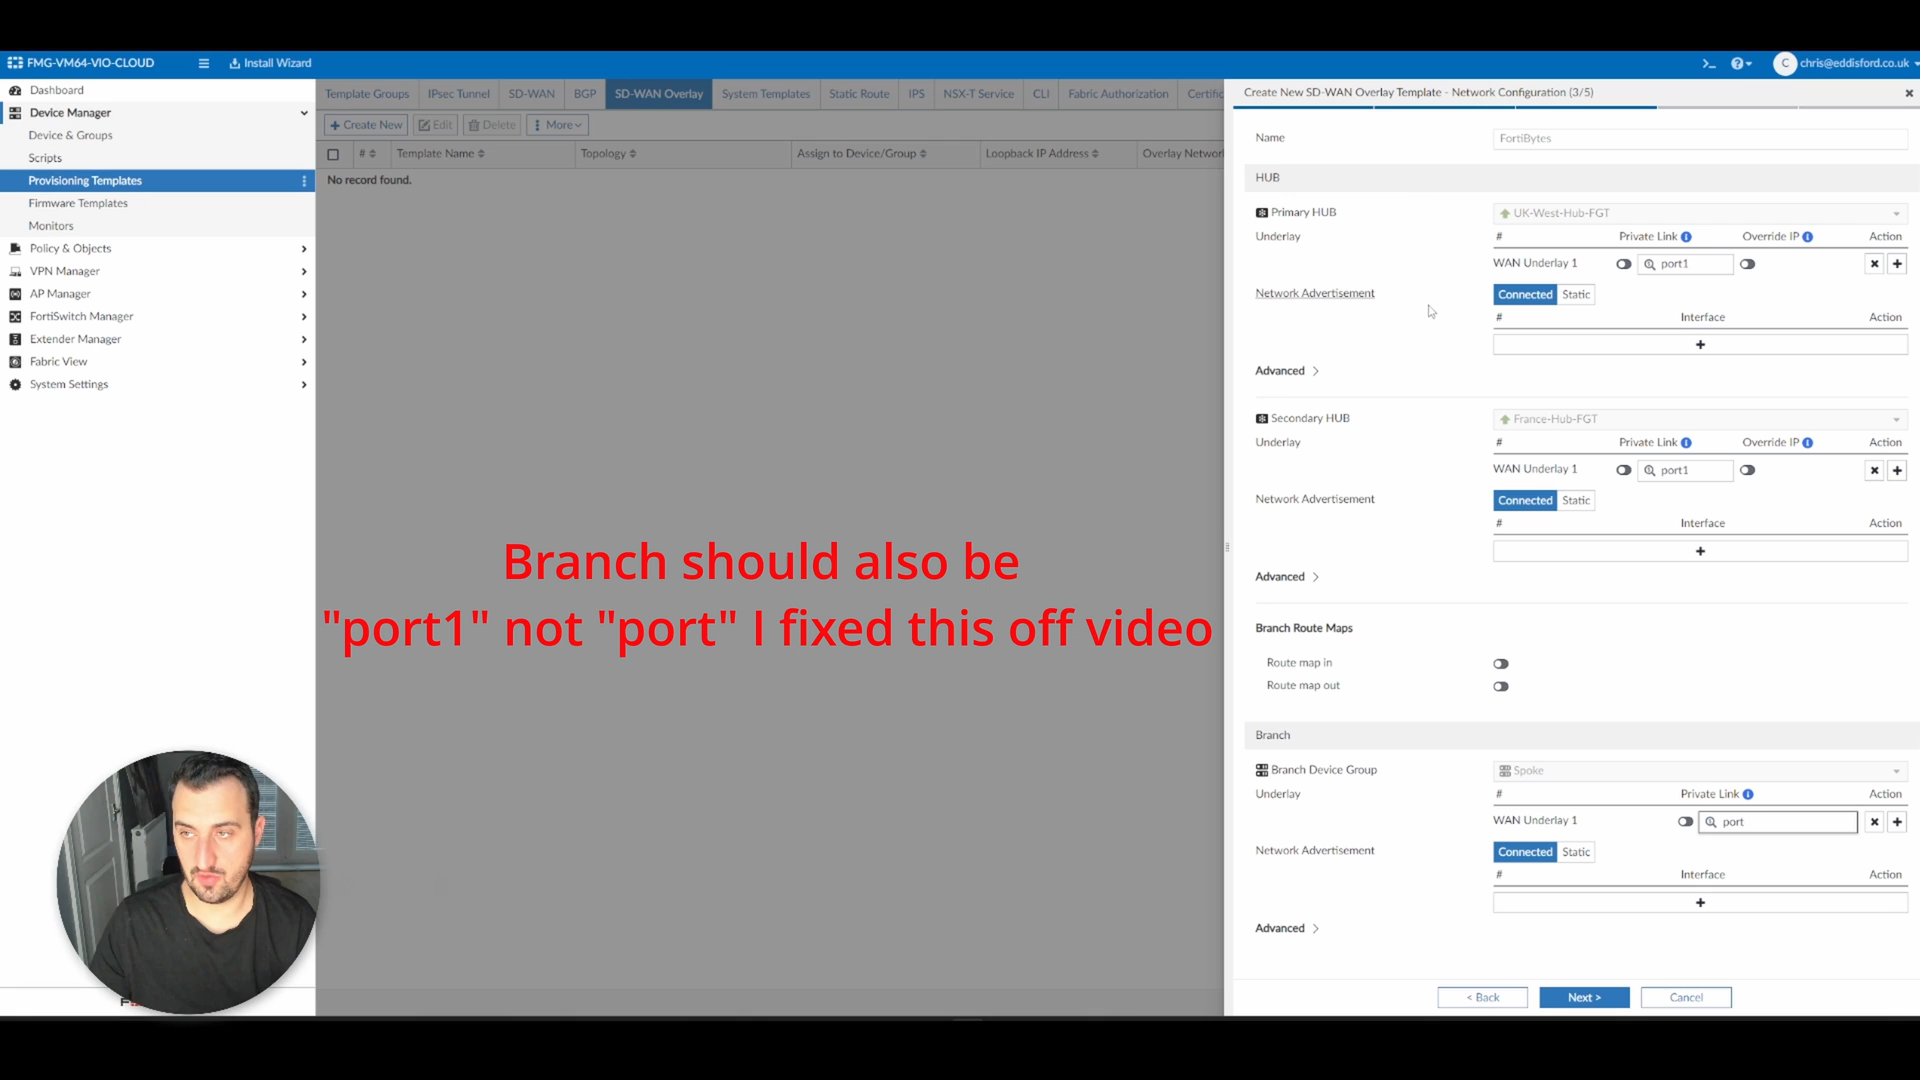 FMG-VM64-VIO-CLOUD
Install Wizard
C chris@eddisford.co.uk
Dashboard
Device Manager
Device & Groups
Scripts
Provisioning Templates
Firmware Templates
Monitors
Policy & Objects
VPN Manager
AP Manager
FortiSwitch Manager
Extender Manager
Fabric View
System Settings
Template Groups IPsec Tunnel SD-WAN BGP SD-WAN Overlay System Templates Static Route IPS NSX-T Service CLI Fabric Authorization Certific
+ Create New Edit Delete More
# Template Name Topology Assign to Device/Group Loopback IP Address Overlay Networ
No record found.
Branch should also be
"port1" not "port" I fixed this off video
Create New SD-WAN Overlay Template - Network Configuration (3/5)
Name FortiBytes
HUB
Primary HUB UK-West-Hub-FGT
Underlay # Private Link Override IP Action
WAN Underlay 1 port1
Network Advertisement Connected Static
# Interface Action
+
Advanced >
Secondary HUB France-Hub-FGT
Underlay # Private Link Override IP Action
WAN Underlay 1 port1
Network Advertisement Connected Static
# Interface Action
+
Advanced >
Branch Route Maps
Route map in
Route map out
Branch
Branch Device Group Spoke
Underlay # Private Link Action
WAN Underlay 1 port
Network Advertisement Connected Static
# Interface Action
+
Advanced >
< Back Next > Cancel